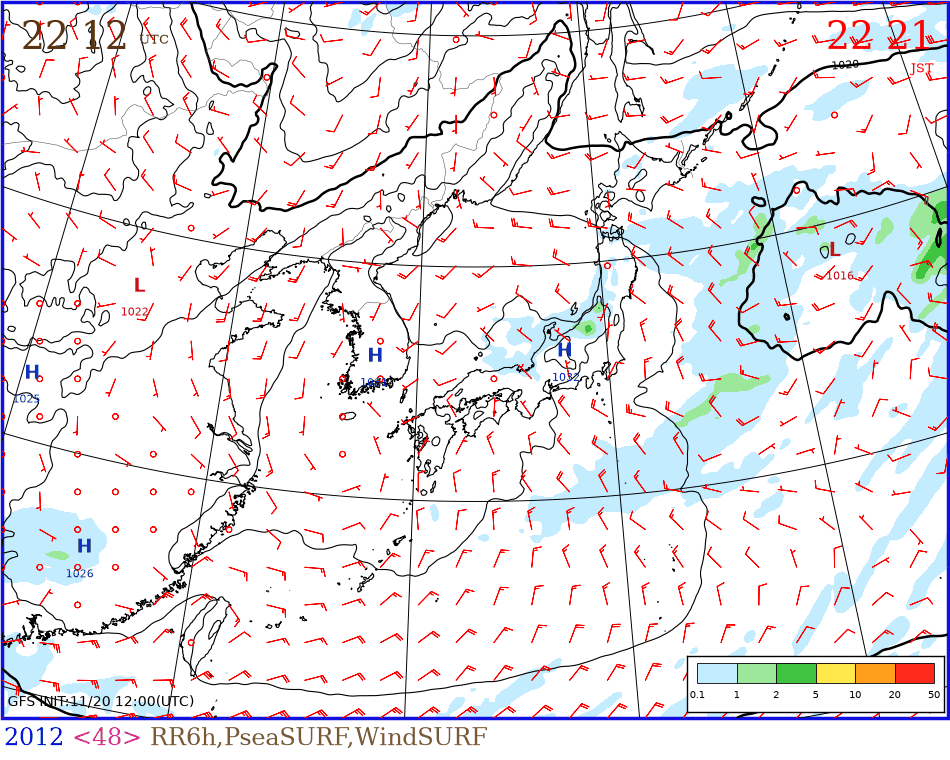 22 12 UTC
22 21
JST
1020
L
1016
L
1022
H
1025
H
H
1032
H
1026
GFS INIT:11/20 12:00(UTC)
0.1 1 2 5 10 20 50
2012 <48> RR6h,PseaSURF,WindSURF